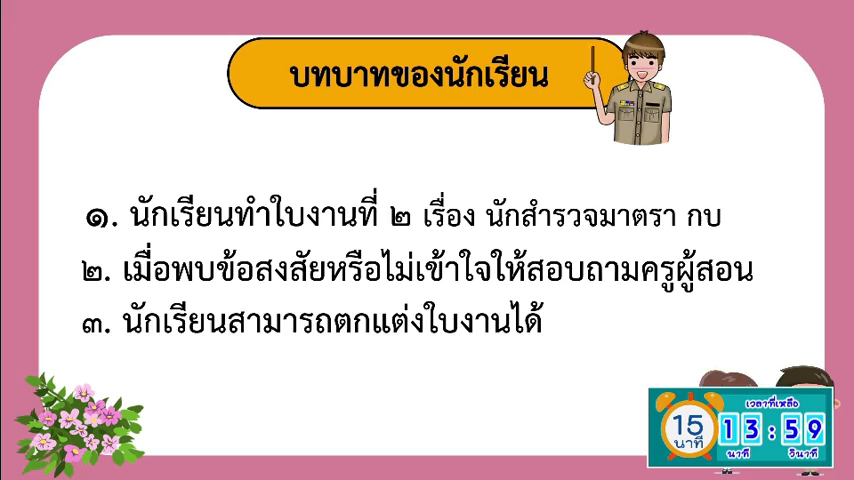 บทบาทของนักเรียน
๑. นักเรียนทำใบงานที่ ๒ เรื่อง นักสำรวจมาตรา กบ
๒. เมื่อพบข้อสงสัยหรือไม่เข้าใจให้สอบถามครูผู้สอน
๓. นักเรียนสามารถตกแต่งใบงานได้
เวลาที่เหลือ
15
นาที
13:59
นาที วินาที